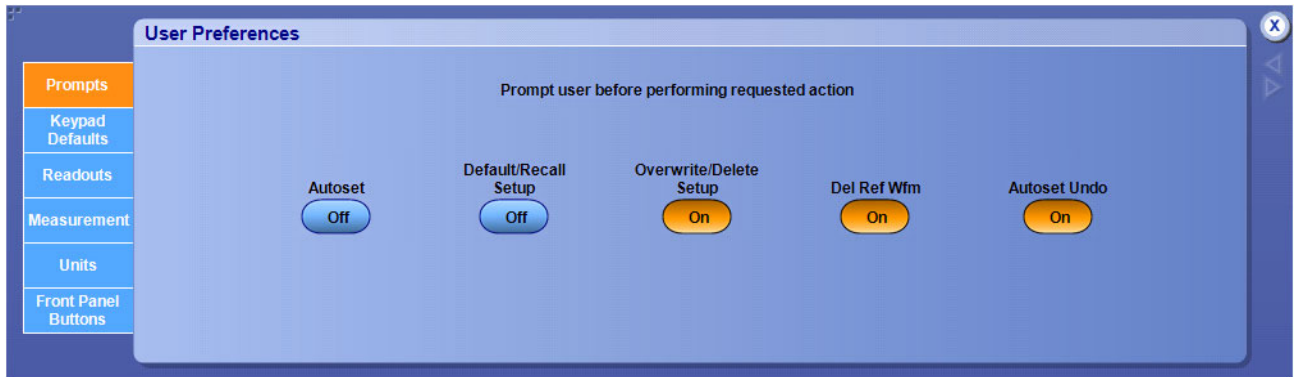 User Preferences
X
Prompts
Keypad
Defaults
Readouts
Measurement
Units
Front Panel
Buttons
Prompt user before performing requested action
Autoset
Off
Default/Recall
Setup
Off
Overwrite/Delete
Setup
On
Del Ref Wfm
On
Autoset Undo
On